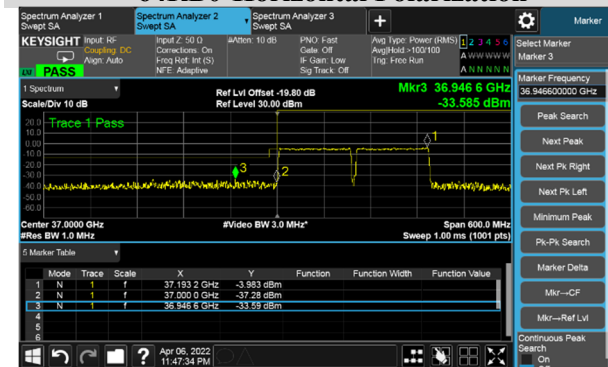 Spectrum Analyzer 1
Swept SA
Spectrum Analyzer 2
Swept SA
Spectrum Analyzer 3
Swept SA
+
Marker
KEYSIGHT
Input: RF
Coupling: DC
Align: Auto
Input Z: 50 Ω
Corrections: On
Freq Ref: Int (S)
NFE: Adaptive
#Atten: 10 dB
PNO: Fast
Gate: Off
IF Gain: Low
Sig Track: Off
Avg Type: Power (RMS)
Avg|Hold:>100/100
Trig: Free Run
1 2 3 4 5 6
A W W W W W
A N N N N N
PASS
Select Marker
Marker 3
1 Spectrum
Scale/Div 10 dB
Ref Lvl Offset -19.80 dB
Ref Level 30.00 dBm
Mkr3 36.946 6 GHz
-33.585 dBm
Marker Frequency
36.946600000 GHz
Trace 1 Pass
20.0
10.0
0.00
-10.0
-20.0
-30.0
-40.0
-50.0
-60.0
1
2
3
Center 37.0000 GHz
#Res BW 1.0 MHz
#Video BW 3.0 MHz*
Span 600.0 MHz
Sweep 1.00 ms (1001 pts)
Peak Search
Next Peak
Next Pk Right
Next Pk Left
Minimum Peak
Pk-Pk Search
Marker Delta
Mkr→CF
Mkr→Ref Lvl
Continuous Peak
Search
On
5 Marker Table
Mode Trace Scale X Y Function Function Width Function Value
1 N 1 f 37.193 2 GHz -3.983 dBm
2 N 1 f 37.000 0 GHz -37.28 dBm
3 N 1 f 36.946 6 GHz -33.59 dBm
4
5
6
?
Apr 06, 2022
11:47:34 PM